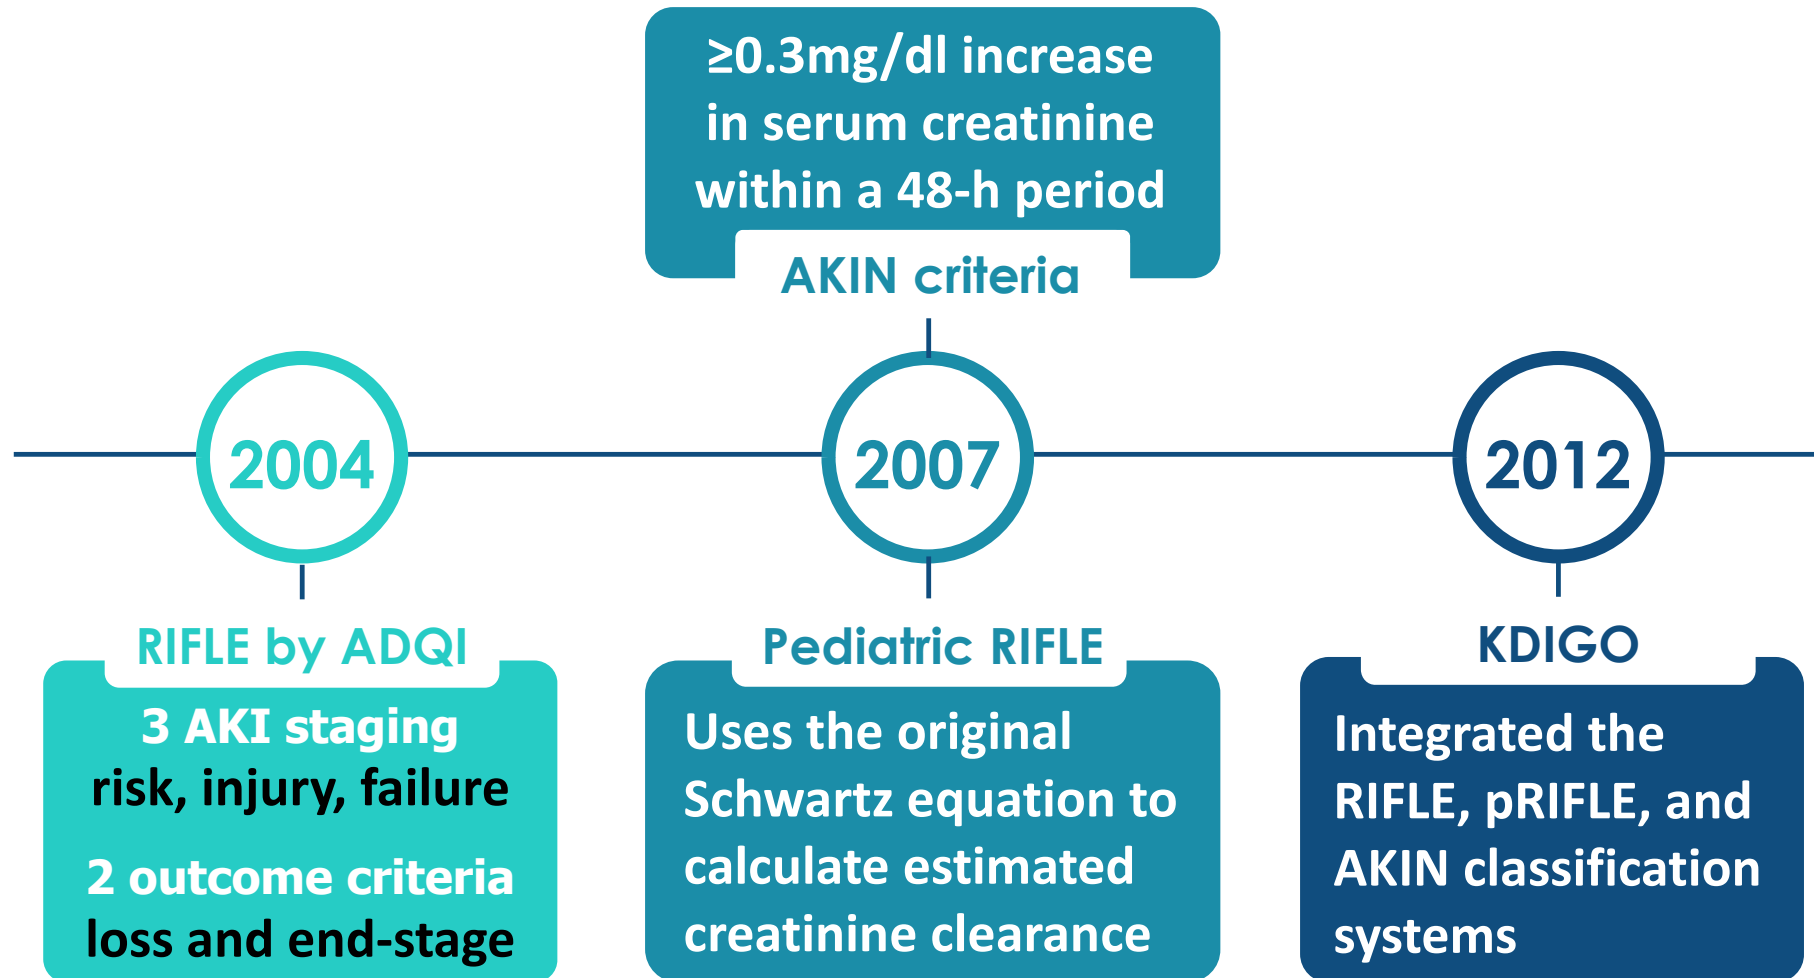 ≥0.3mg/dl increase
in serum creatinine
within a 48-h period
AKIN criteria
2004
2007
2012
RIFLE by ADQI
3 AKI staging
risk, injury, failure
2 outcome criteria
loss and end-stage
Pediatric RIFLE
Uses the original
Schwartz equation to
calculate estimated
creatinine clearance
KDIGO
Integrated the
RIFLE, pRIFLE, and
AKIN classification
systems